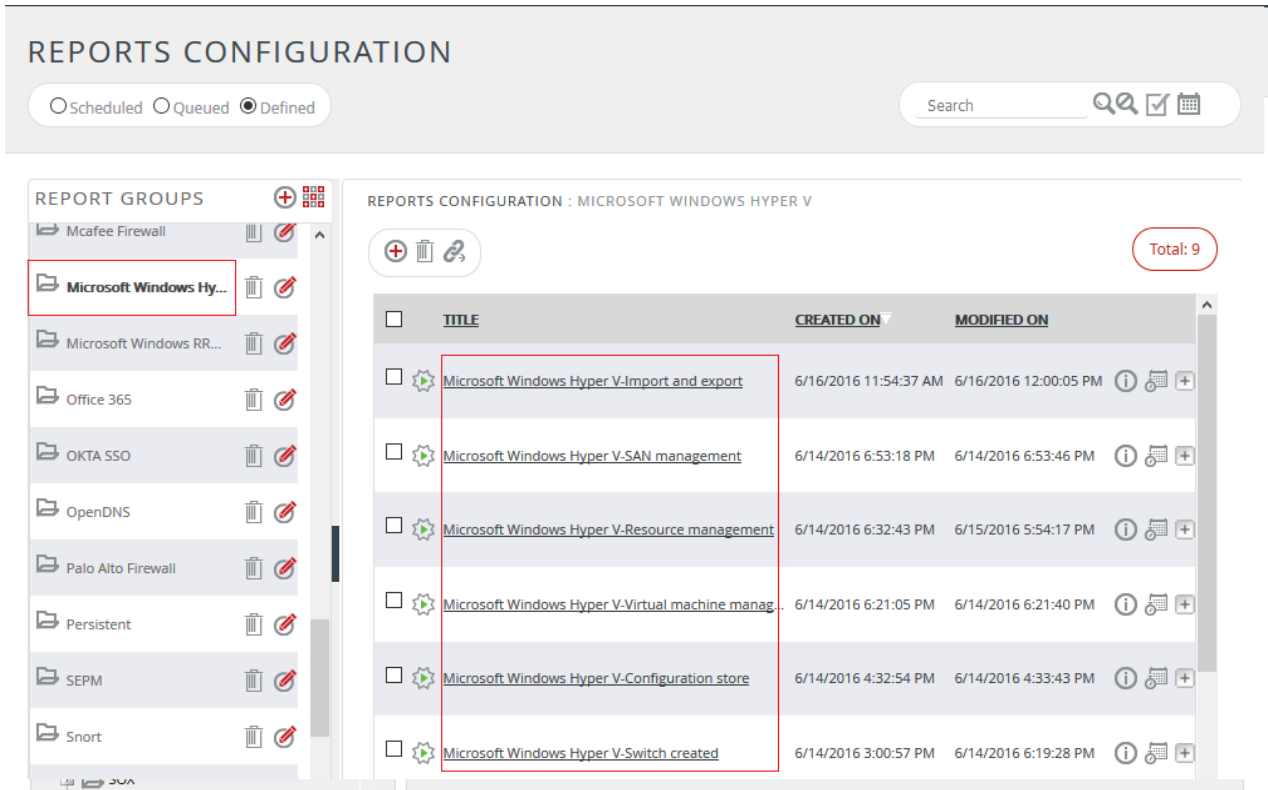 REPORTS CONFIGURATION
Scheduled Queued Defined
Search
REPORT GROUPS
Mcafee Firewall
Microsoft Windows Hy...
Microsoft Windows RR...
Office 365
OKTA SSO
OpenDNS
Palo Alto Firewall
Persistent
SEPM
Snort
SOX
REPORTS CONFIGURATION : MICROSOFT WINDOWS HYPER V
Total: 9
TITLE CREATED ON MODIFIED ON
Microsoft Windows Hyper V-Import and export 6/16/2016 11:54:37 AM 6/16/2016 12:00:05 PM
Microsoft Windows Hyper V-SAN management 6/14/2016 6:53:18 PM 6/14/2016 6:53:46 PM
Microsoft Windows Hyper V-Resource management 6/14/2016 6:32:43 PM 6/15/2016 5:54:17 PM
Microsoft Windows Hyper V-Virtual machine manag... 6/14/2016 6:21:05 PM 6/14/2016 6:21:40 PM
Microsoft Windows Hyper V-Configuration store 6/14/2016 4:32:54 PM 6/14/2016 4:33:43 PM
Microsoft Windows Hyper V-Switch created 6/14/2016 3:00:57 PM 6/14/2016 6:19:28 PM